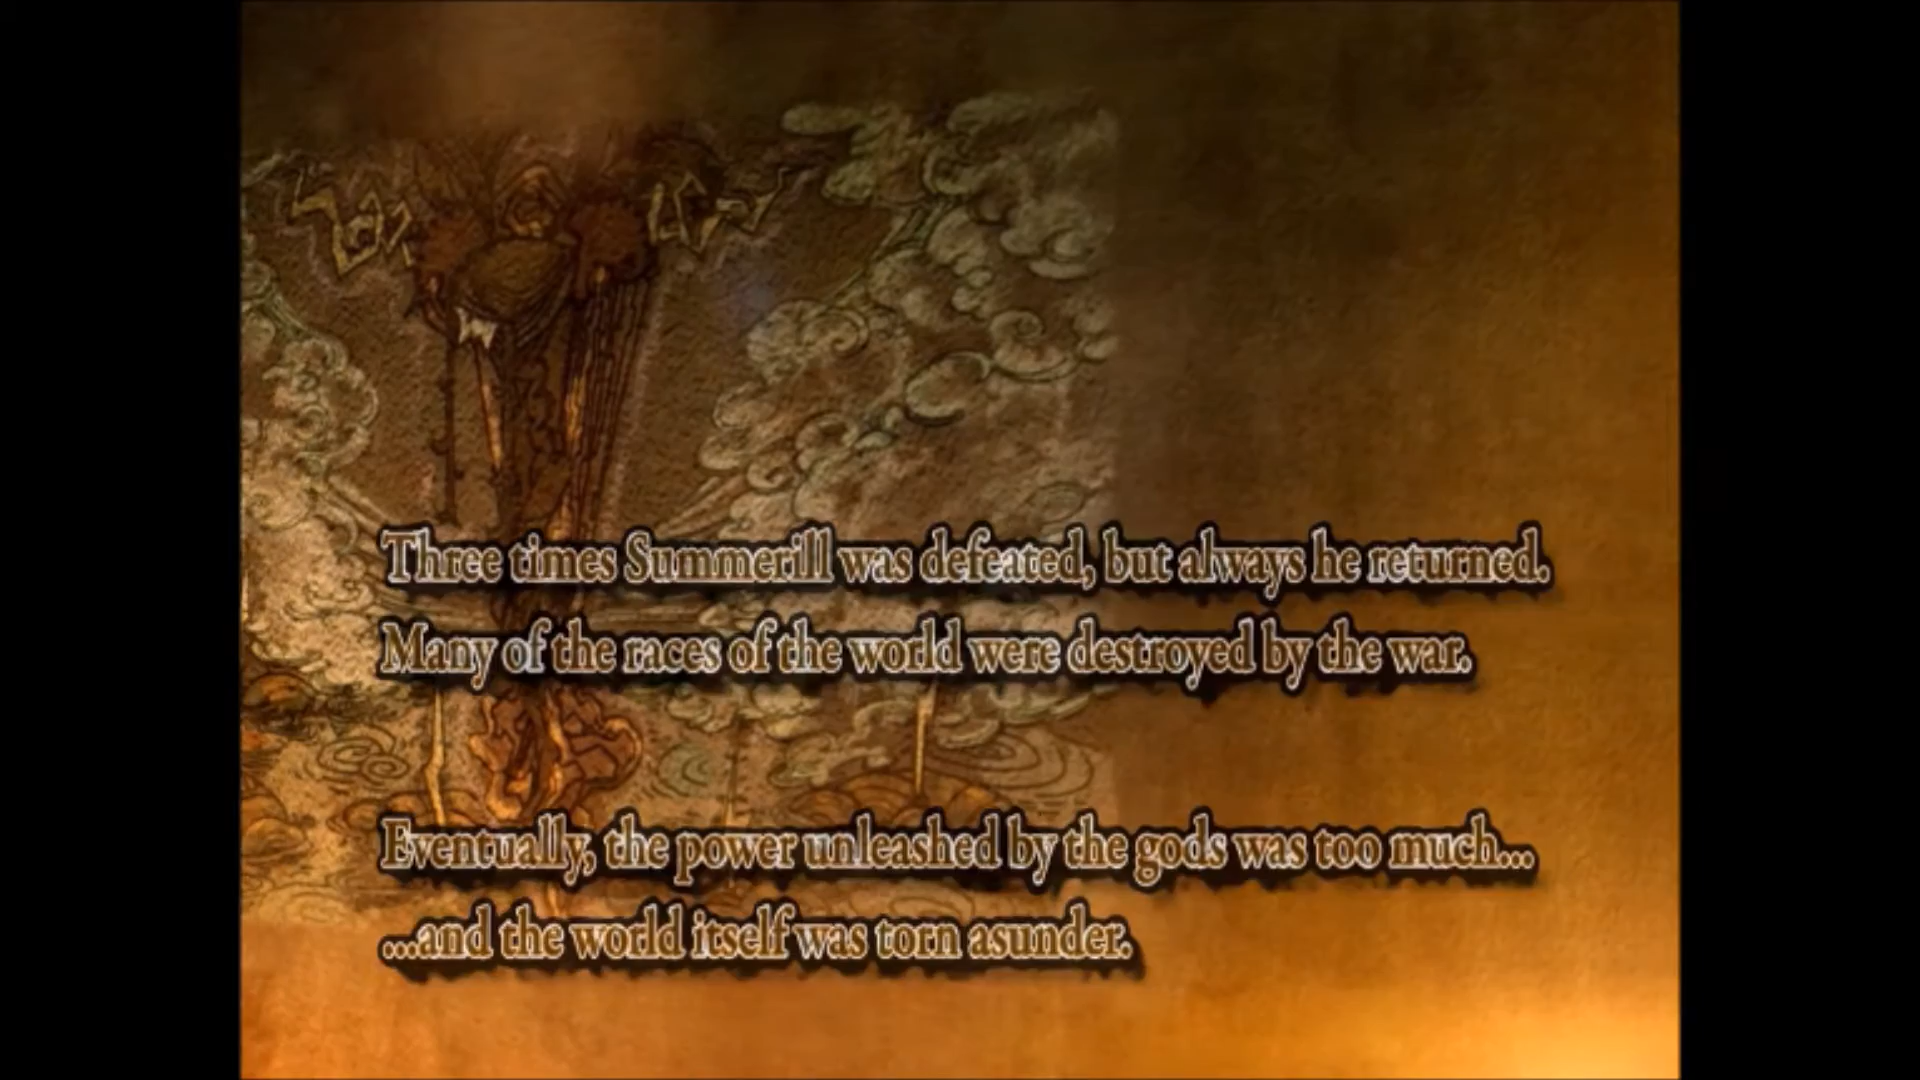 Three times Summerill was defeated, but always he returned.
Many of the races of the world were destroyed by the war.
Eventually, the power unleashed by the gods was too much...
...and the world itself was torn asunder.